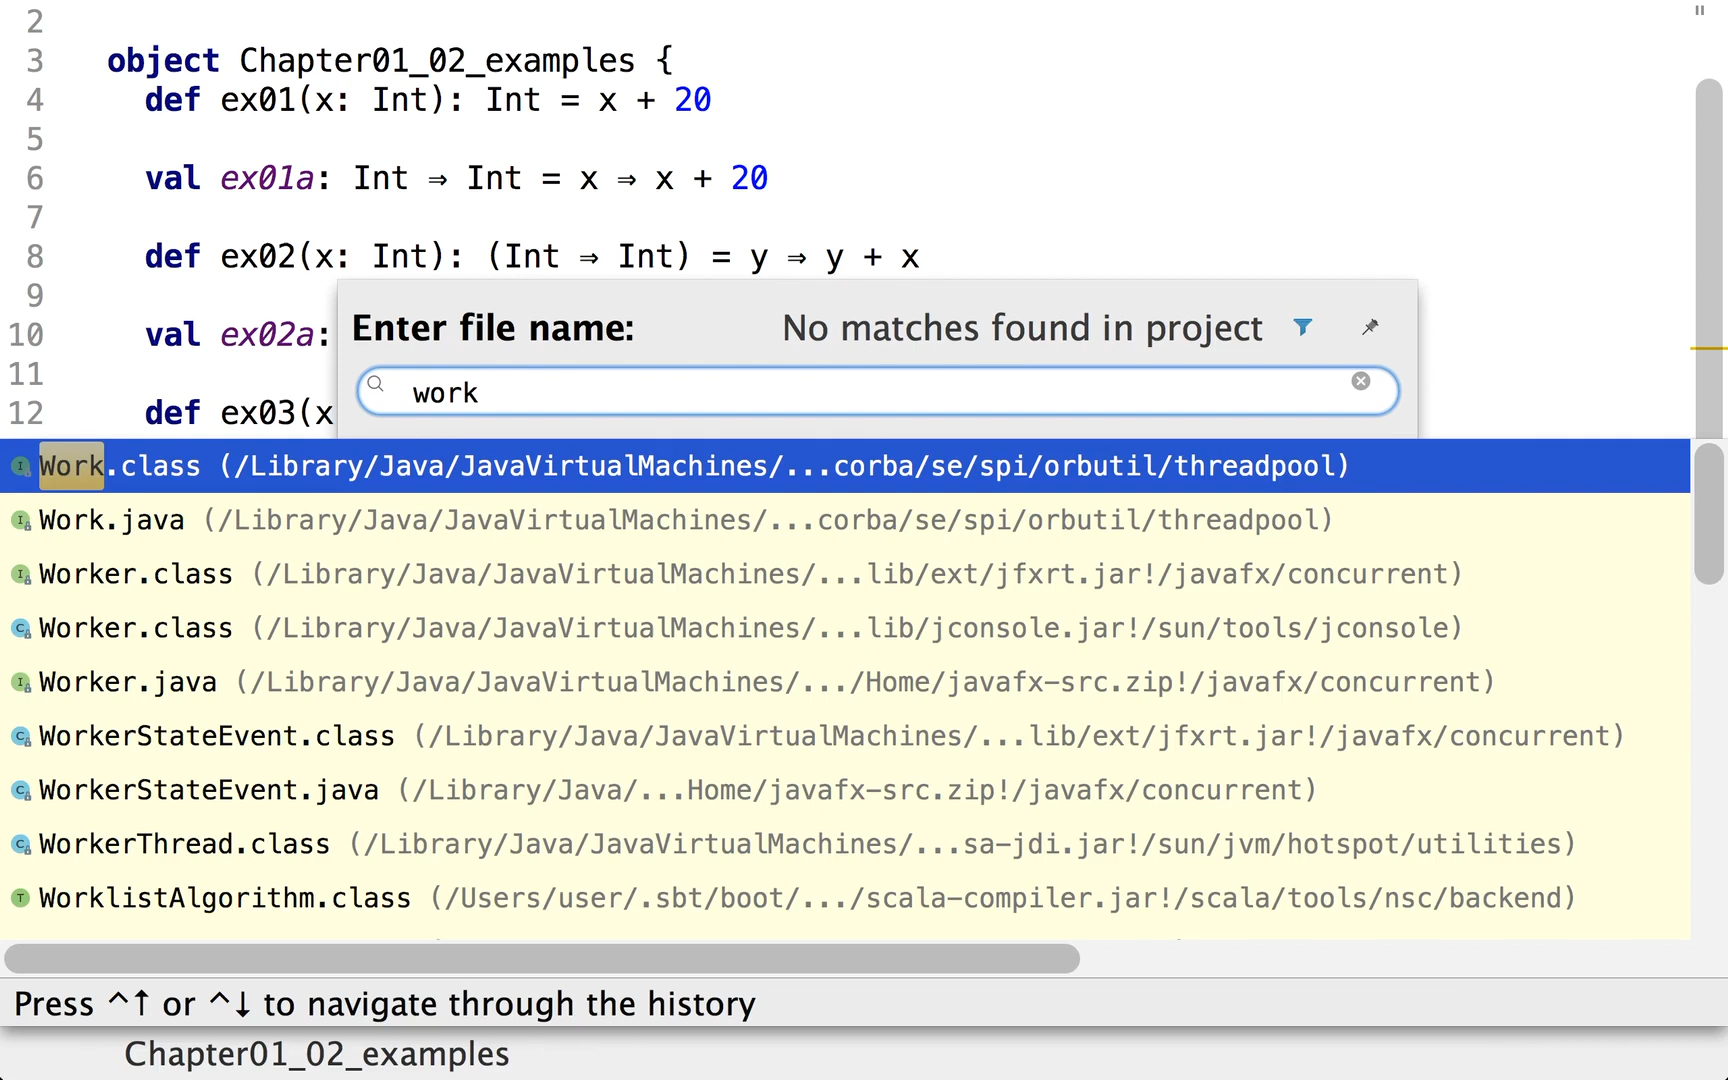 2
3 object Chapter01_02_examples {
4 def ex01(x: Int): Int = x + 20
5
6 val ex01a: Int ⇒ Int = x ⇒ x + 20
7
8 def ex02(x: Int): (Int ⇒ Int) = y ⇒ y + x
9
10 val ex02a:
11
12 def ex03(x
Enter file name: No matches found in project
work
Work.class (/Library/Java/JavaVirtualMachines/...corba/se/spi/orbutil/threadpool)
Work.java (/Library/Java/JavaVirtualMachines/...corba/se/spi/orbutil/threadpool)
Worker.class (/Library/Java/JavaVirtualMachines/...lib/ext/jfxrt.jar!/javafx/concurrent)
Worker.class (/Library/Java/JavaVirtualMachines/...lib/jconsole.jar!/sun/tools/jconsole)
Worker.java (/Library/Java/JavaVirtualMachines/.../Home/javafx-src.zip!/javafx/concurrent)
WorkerStateEvent.class (/Library/Java/JavaVirtualMachines/...lib/ext/jfxrt.jar!/javafx/concurrent)
WorkerStateEvent.java (/Library/Java/...Home/javafx-src.zip!/javafx/concurrent)
WorkerThread.class (/Library/Java/JavaVirtualMachines/...sa-jdi.jar!/sun/jvm/hotspot/utilities)
WorklistAlgorithm.class (/Users/user/.sbt/boot/.../scala-compiler.jar!/scala/tools/nsc/backend)
Press ^↑ or ^↓ to navigate through the history
Chapter01_02_examples